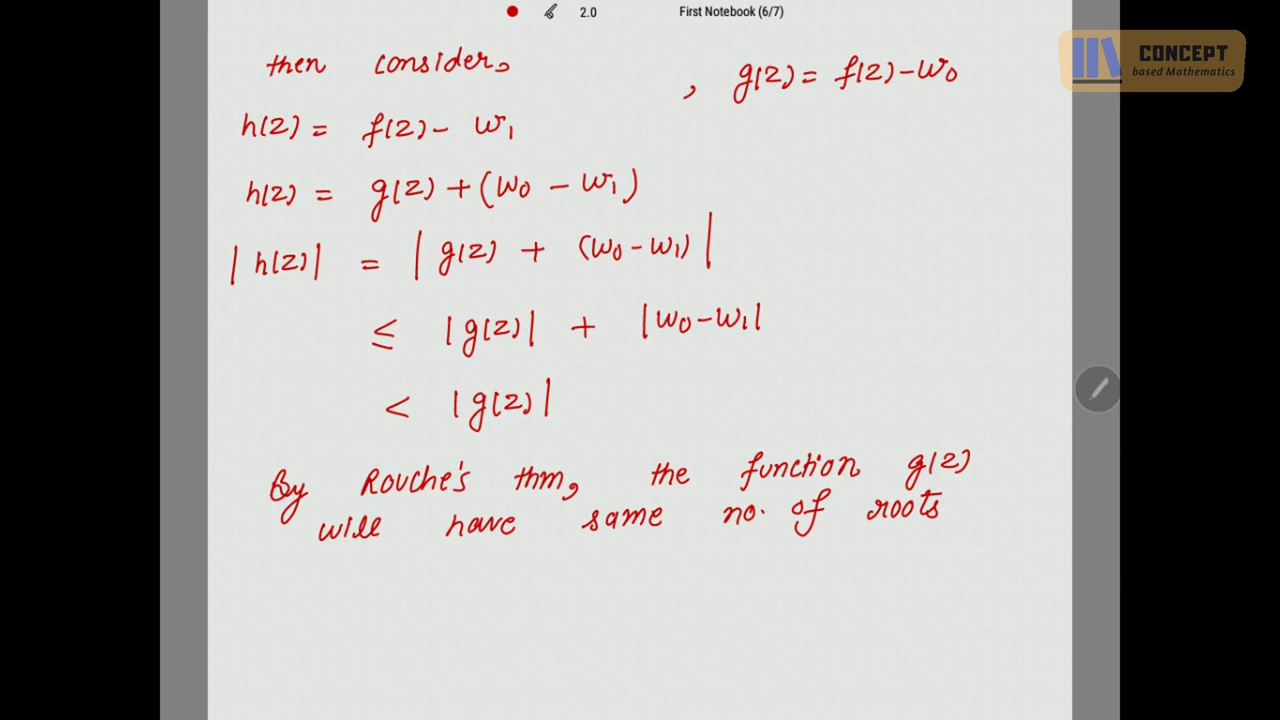 2.0 First Notebook (6/7)
CONCEPT
based Mathematics
then consider,
, g(z) = f(z) - w₀
h(z) = f(z) - w₁
h(z) = g(z) + (w₀ - w₁)
|h(z)| = |g(z) + (w₀ - w₁)|
≤ |g(z)| + |w₀ - w₁|
< |g(z)|
By Rouche's thm, the function g(z)
will have same no. of roots